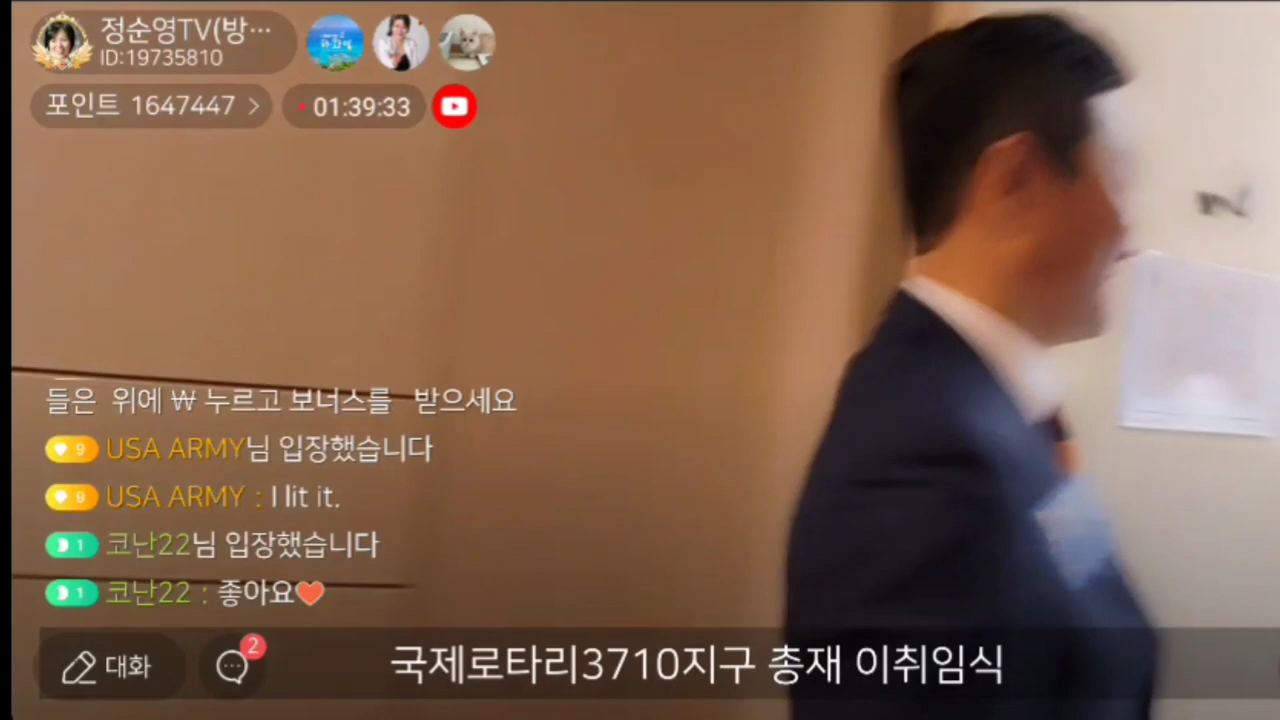 정순영TV(방…
ID:19735810
포인트 1647447 >
01:39:33
들은 위에 ₩ 누르고 보너스를 받으세요
9 USA ARMY님 입장했습니다
9 USA ARMY : I lit it.
1 코난22님 입장했습니다
1 코난22 : 좋아요❤
대화
2
국제로타리3710지구 총재 이취임식